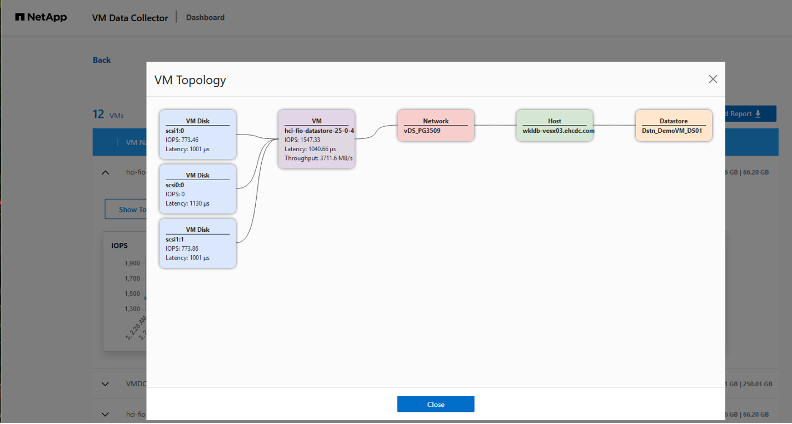 NetApp
VM Data Collector
Dashboard
Back
12 VMs
d Report
VM Na
hci-fio
GB | 66.20 GB
Show To
IOPS
1,900
1,700
1,500
1,300
VMDC
GB | 250.01 GB
hci-fio
GB | 66.20 GB
VM Topology
VM Disk
scsi1:0
IOPS: 773.46
Latency: 1001 μs
VM Disk
scsi0:0
IOPS: 0
Latency: 1130 μs
VM Disk
scsi1:1
IOPS: 773.86
Latency: 1001 μs
VM
hci-fio-datastore-25-0-4
IOPS: 1547.33
Latency: 1040.66 μs
Throughput: 3711.6 MB/s
Network
vDS_PG3509
Host
wkldb-vesx03.ehcdc.com
Datastore
Dstn_DemoVM_DS01
Close